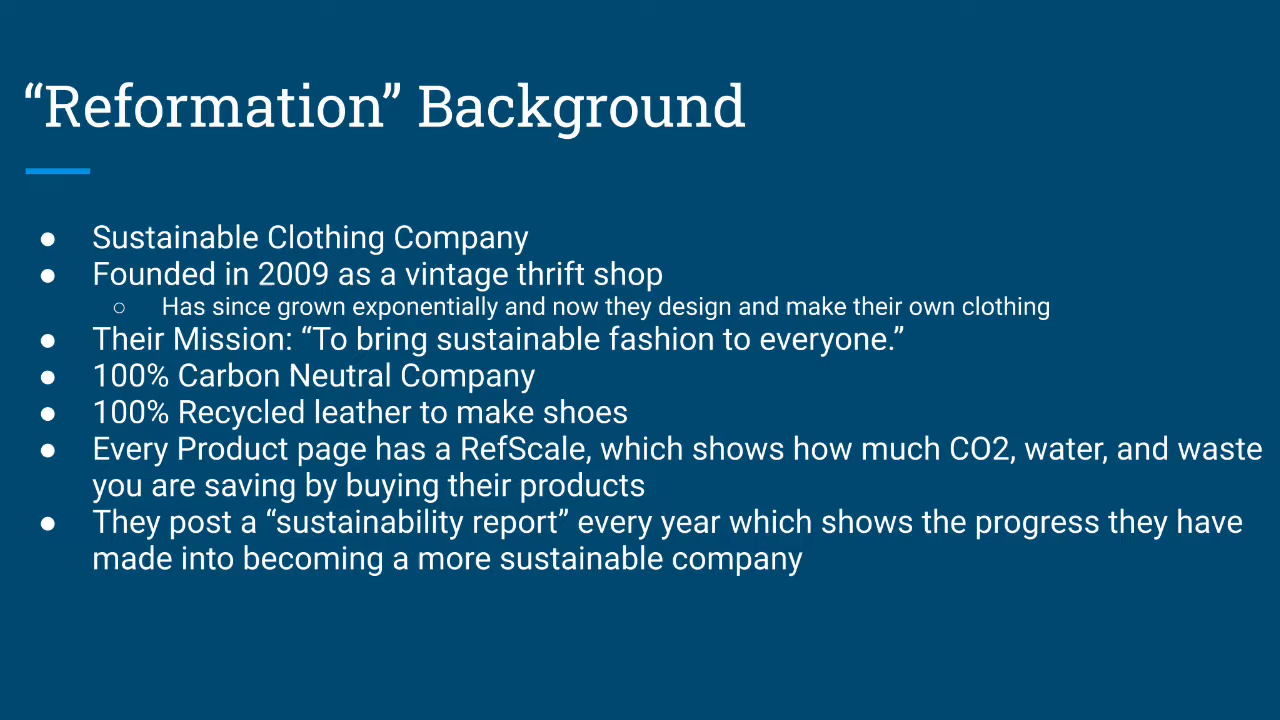 “Reformation” Background
● Sustainable Clothing Company
● Founded in 2009 as a vintage thrift shop
○ Has since grown exponentially and now they design and make their own clothing
● Their Mission: “To bring sustainable fashion to everyone.”
● 100% Carbon Neutral Company
● 100% Recycled leather to make shoes
● Every Product page has a RefScale, which shows how much CO2, water, and waste
you are saving by buying their products
● They post a “sustainability report” every year which shows the progress they have
made into becoming a more sustainable company